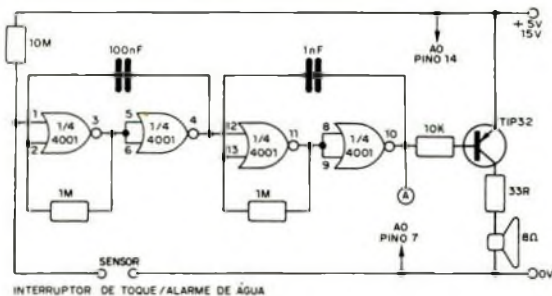 + 5V
15V
10M
100nF
1nF
AO
PINO 14
TIP32
1
2
1/4
4001
3
5
6
1/4
4001
4
12
13
1/4
4001
11
8
9
1/4
4001
10
10K
A
33R
8Ω
1M
1M
AO
PINO 7
SENSOR
0V
INTERRUPTOR DE TOQUE / ALARME DE ÁGUA